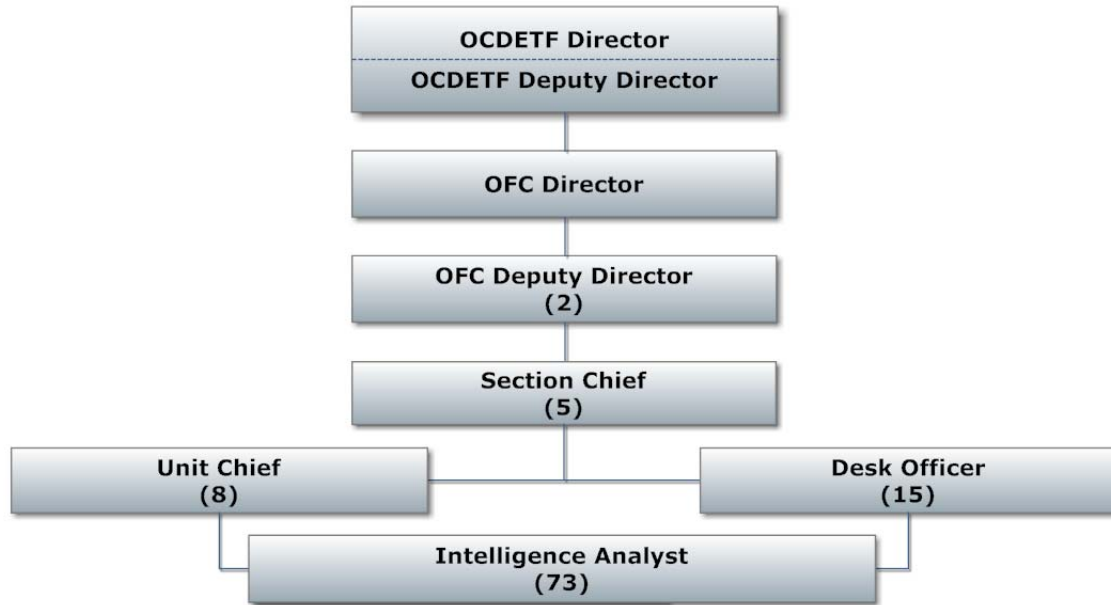 OCDETF Director
OCDETF Deputy Director
OFC Director
OFC Deputy Director
(2)
Section Chief
(5)
Unit Chief
(8)
Desk Officer
(15)
Intelligence Analyst
(73)